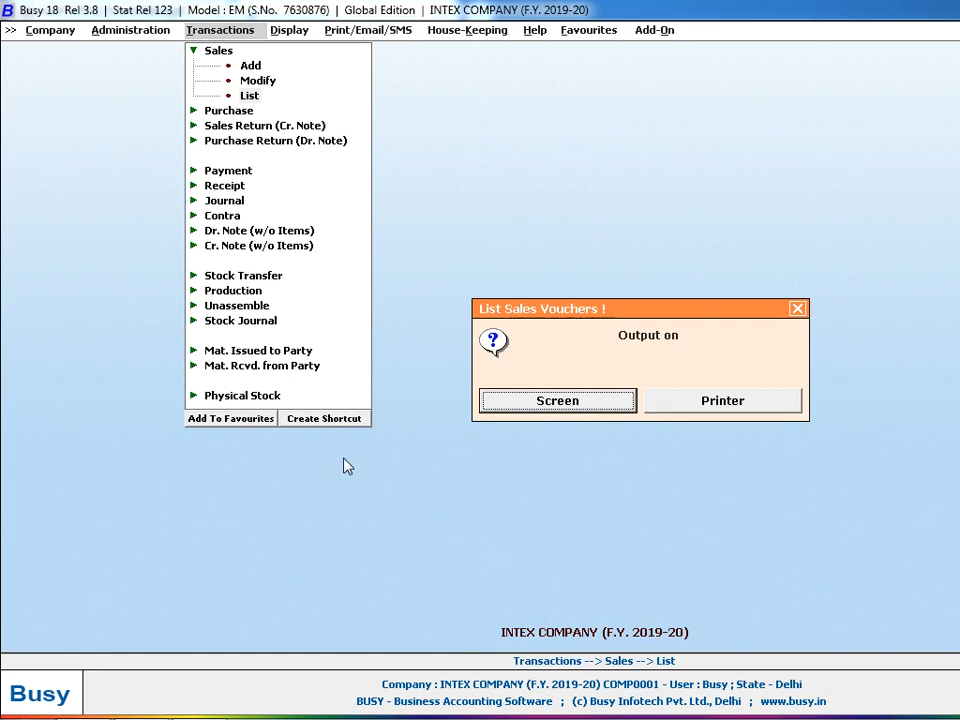 Busy 18 Rel 3.8 | Stat Rel 123 | Model : EM (S.No. 7630876) | Global Edition | INTEX COMPANY (F.Y. 2019-20)
>> Company Administration Transactions Display Print/Email/SMS House-Keeping Help Favourites Add-On
Sales
Add
Modify
List
Purchase
Sales Return (Cr. Note)
Purchase Return (Dr. Note)
Payment
Receipt
Journal
Contra
Dr. Note (w/o Items)
Cr. Note (w/o Items)
Stock Transfer
Production
Unassemble
Stock Journal
Mat. Issued to Party
Mat. Rcvd. from Party
Physical Stock
Add To Favourites Create Shortcut
List Sales Vouchers !
Output on
Screen Printer
INTEX COMPANY (F.Y. 2019-20)
Transactions --> Sales --> List
Busy
Company : INTEX COMPANY (F.Y. 2019-20) COMP0001 - User : Busy ; State - Delhi
BUSY - Business Accounting Software ; (c) Busy Infotech Pvt. Ltd., Delhi ; www.busy.in